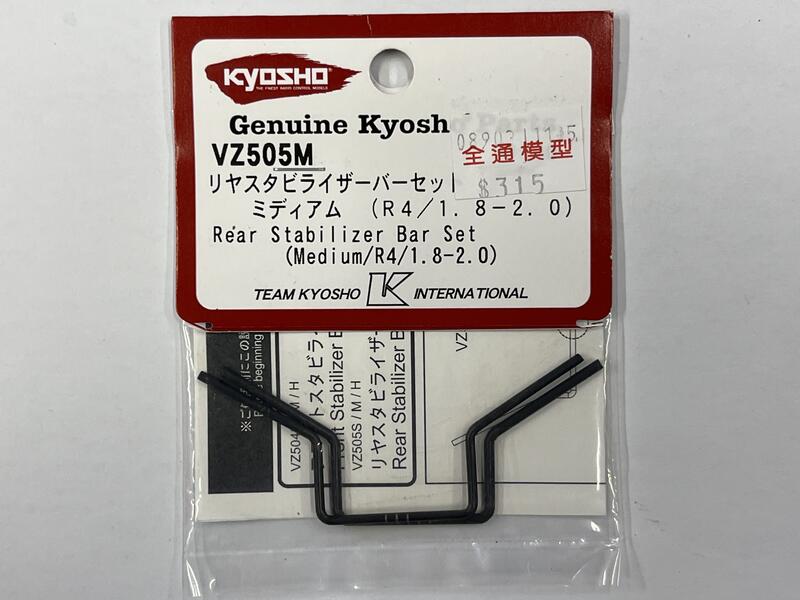 KYOSHO
THE FINEST RADIO CONTROL MODELS
Genuine Kyosh
VZ505M
全通模型
$315
リヤスタビライザーバーセット
ミディアム (R4/1.8-2.0)
Rear Stabilizer Bar Set
(Medium/R4/1.8-2.0)
TEAM KYOSHO K INTERNATIONAL
VZ504
M / H
VZ505S / M / H
リヤスタビライザー
Rear Stabilizer B
VZ
beginning